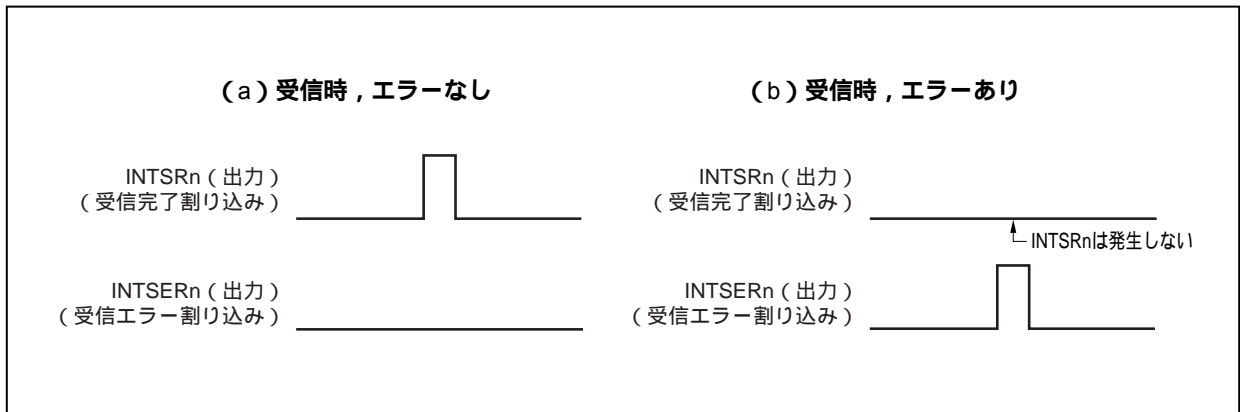 （a）受信時，エラーなし
INTSRn（出力）
（受信完了割り込み）
INTSERn（出力）
（受信エラー割り込み）
（b）受信時，エラーあり
INTSRn（出力）
（受信完了割り込み）
INTSRnは発生しない
INTSERn（出力）
（受信エラー割り込み）